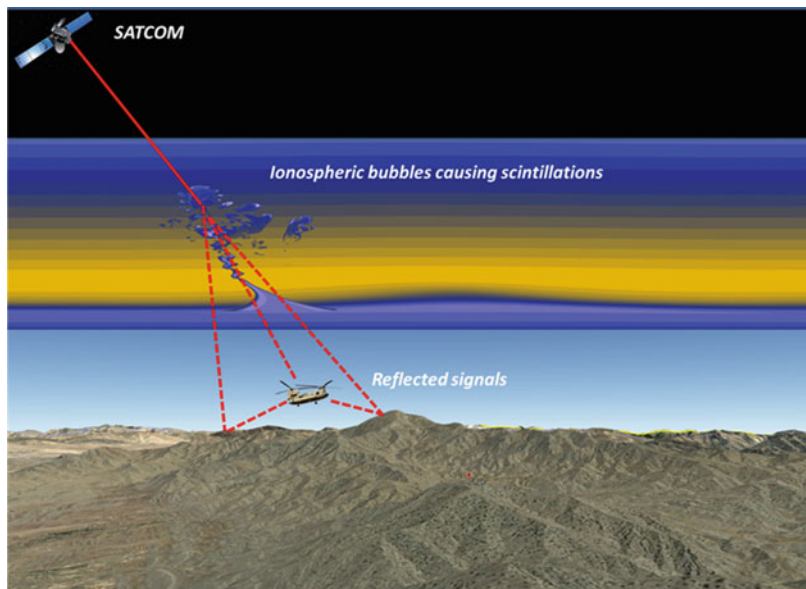 SATCOM
Ionospheric bubbles causing scintillations
Reflected signals